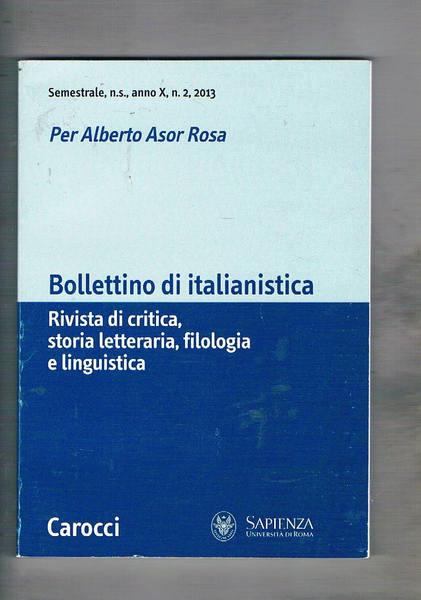 Semestrale, n.s., anno X, n. 2, 2013
Per Alberto Asor Rosa
Bollettino di italianistica
Rivista di critica,
storia letteraria, filologia
e linguistica
Carocci
SAPIENZA
UNIVERSITÀ DI ROMA